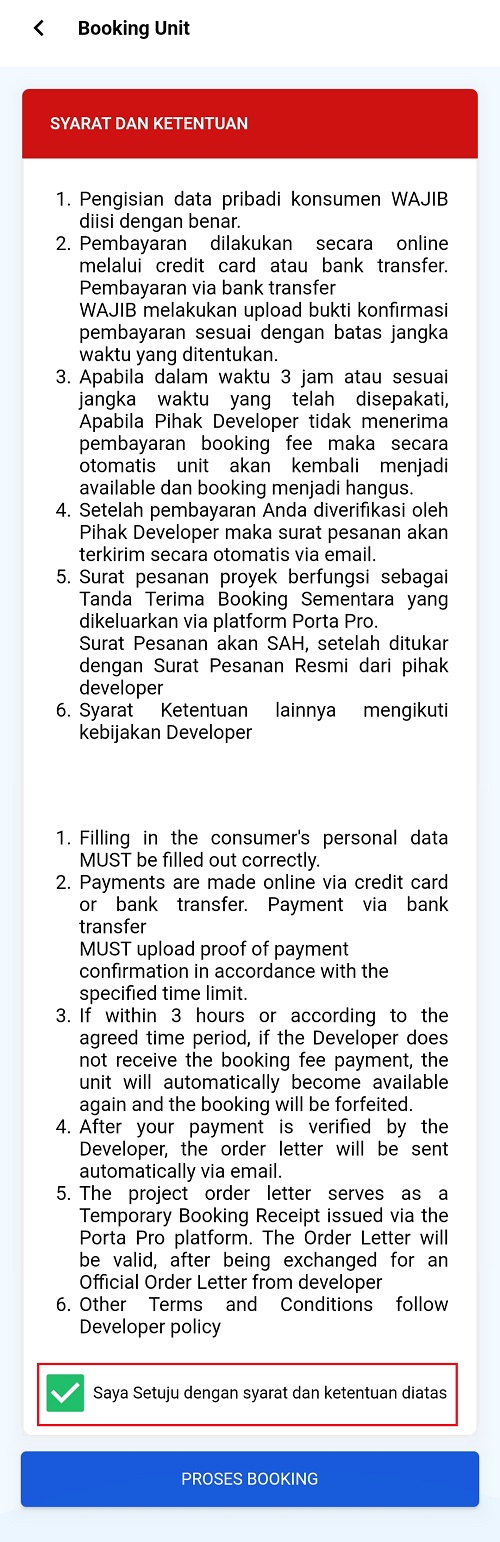 Booking Unit
SYARAT DAN KETENTUAN
1. Pengisian data pribadi konsumen WAJIB
diisi dengan benar.
2. Pembayaran dilakukan secara online
melalui credit card atau bank transfer.
Pembayaran via bank transfer
WAJIB melakukan upload bukti konfirmasi
pembayaran sesuai dengan batas jangka
waktu yang ditentukan.
3. Apabila dalam waktu 3 jam atau sesuai
jangka waktu yang telah disepakati,
Apabila Pihak Developer tidak menerima
pembayaran booking fee maka secara
otomatis unit akan kembali menjadi
available dan booking menjadi hangus.
4. Setelah pembayaran Anda diverifikasi oleh
Pihak Developer maka surat pesanan akan
terkirim secara otomatis via email.
5. Surat pesanan proyek berfungsi sebagai
Tanda Terima Booking Sementara yang
dikeluarkan via platform Porta Pro.
Surat Pesanan akan SAH, setelah ditukar
dengan Surat Pesanan Resmi dari pihak
developer
6. Syarat Ketentuan lainnya mengikuti
kebijakan Developer
1. Filling in the consumer's personal data
MUST be filled out correctly.
2. Payments are made online via credit card
or bank transfer. Payment via bank
transfer
MUST upload proof of payment
confirmation in accordance with the
specified time limit.
3. If within 3 hours or according to the
agreed time period, if the Developer does
not receive the booking fee payment, the
unit will automatically become available
again and the booking will be forfeited.
4. After your payment is verified by the
Developer, the order letter will be sent
automatically via email.
5. The project order letter serves as a
Temporary Booking Receipt issued via the
Porta Pro platform. The Order Letter will
be valid, after being exchanged for an
Official Order Letter from developer
6. Other Terms and Conditions follow
Developer policy
Saya Setuju dengan syarat dan ketentuan diatas
PROSES BOOKING